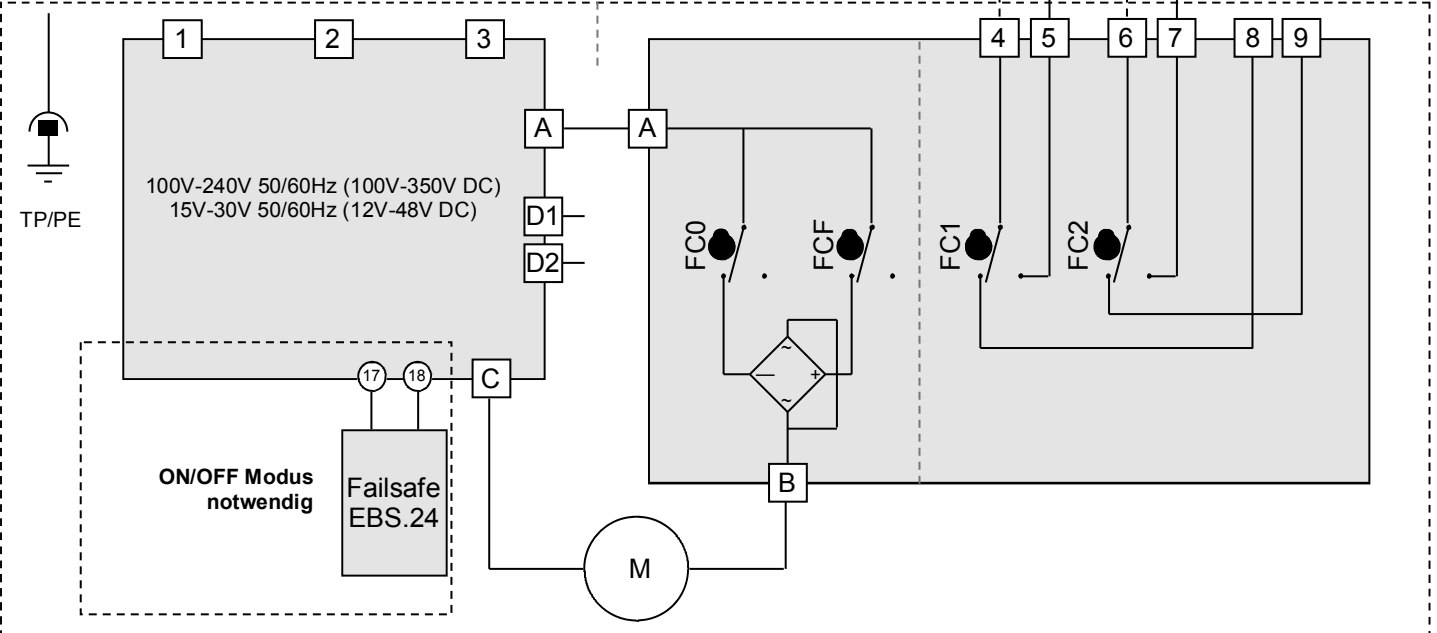 1
2
3
4
5
6
7
8
9
A
A
100V-240V 50/60Hz (100V-350V DC)
15V-30V 50/60Hz (12V-48V DC)
TP/PE
D1
D2
FC0
FCF
FC1
FC2
~
—
+
~
17
18
C
ON/OFF Modus
notwendig
Failsafe
EBS.24
B
M